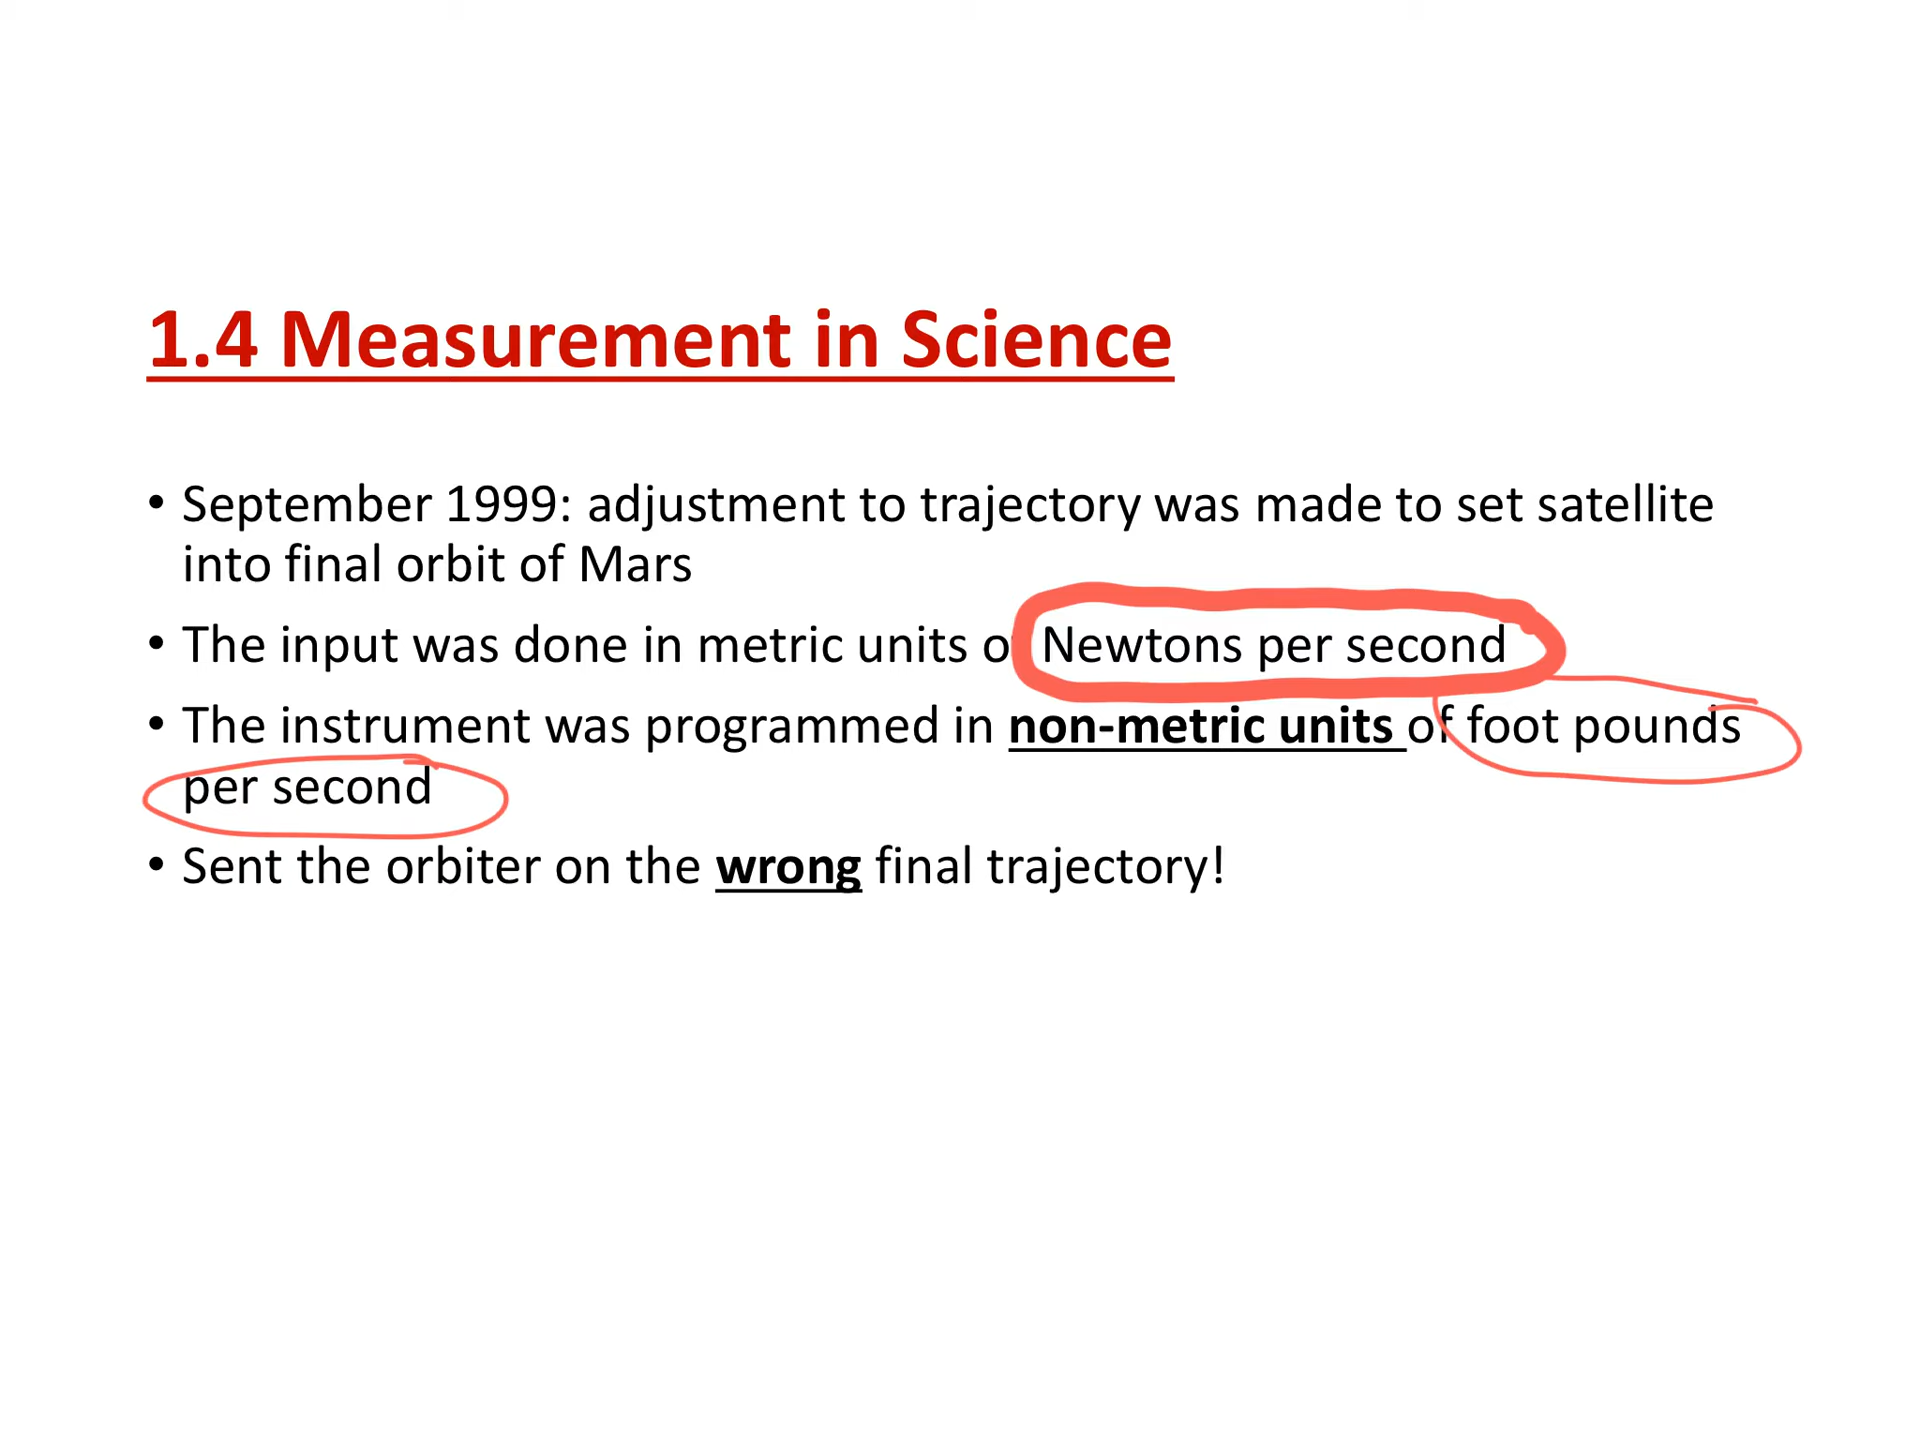 1.4 Measurement in Science
• September 1999: adjustment to trajectory was made to set satellite
into final orbit of Mars
• The input was done in metric units of Newtons per second
• The instrument was programmed in non-metric units of foot pounds
per second
• Sent the orbiter on the wrong final trajectory!